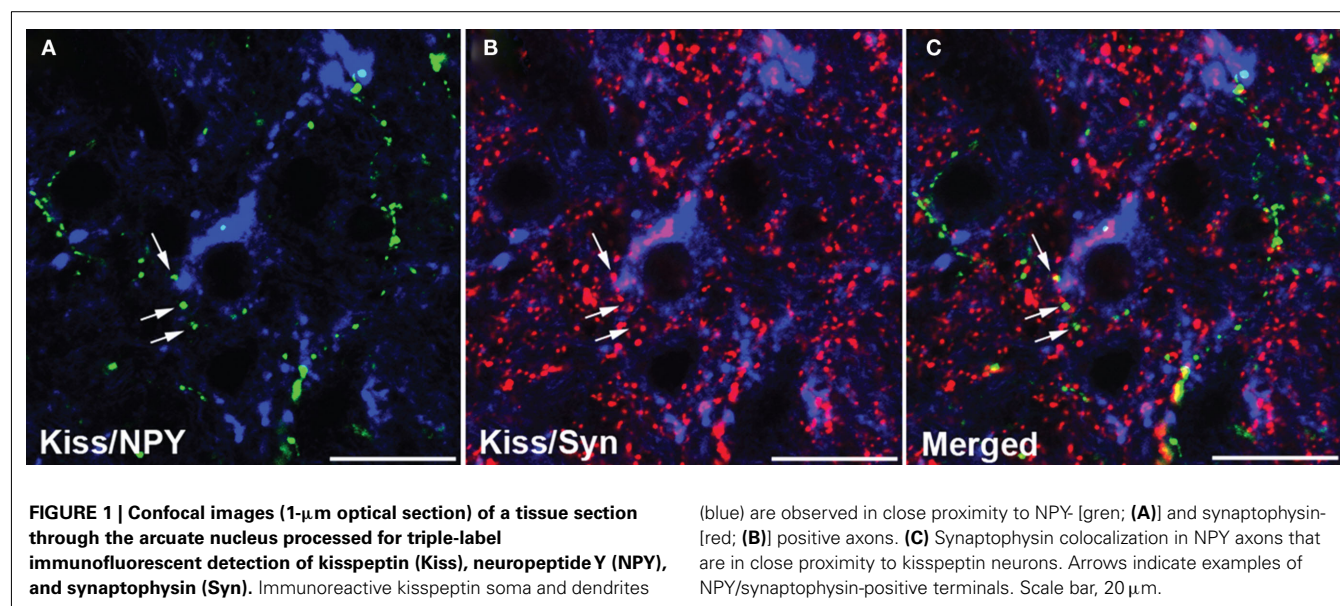 A
B
C
Kiss/NPY
Kiss/Syn
Merged
FIGURE 1 | Confocal images (1-μm optical section) of a tissue section
through the arcuate nucleus processed for triple-label
immunofluorescent detection of kisspeptin (Kiss), neuropeptide Y (NPY),
and synaptophysin (Syn). Immunoreactive kisspeptin soma and dendrites
(blue) are observed in close proximity to NPY- [gren; (A)] and synaptophysin-
[red; (B)] positive axons. (C) Synaptophysin colocalization in NPY axons that
are in close proximity to kisspeptin neurons. Arrows indicate examples of
NPY/synaptophysin-positive terminals. Scale bar, 20 μm.